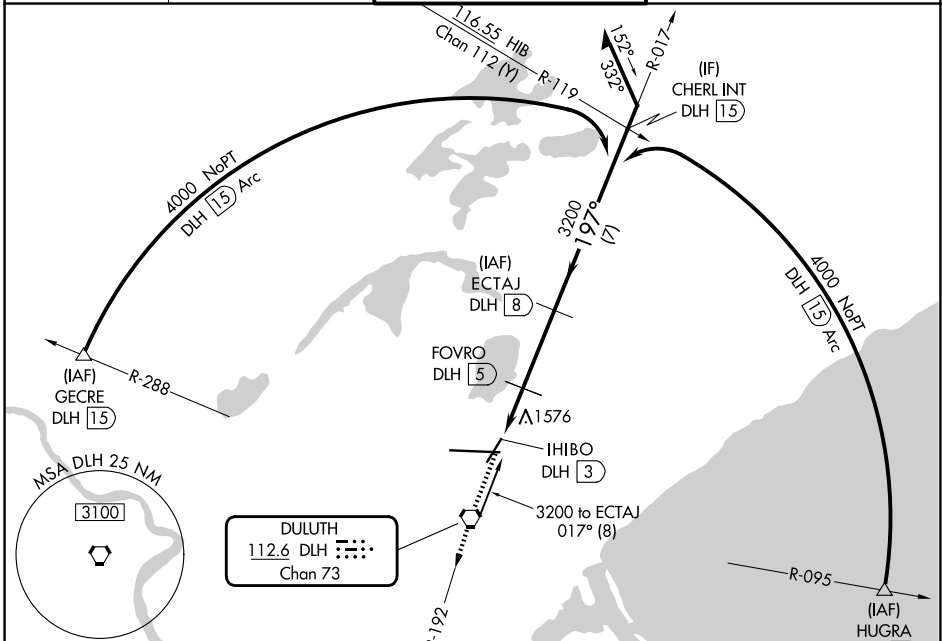 116.55 HIB
Chan 112 (Y)
R-119
152°
332°
R-017
(IF)
CHERL INT
DLH 15
4000 NoPT
DLH 15 Arc
3200
197°
(7)
(IAF)
ECTAJ
DLH 8
4000 NoPT
DLH 15 Arc
FOVRO
DLH 5
(IAF)
GECRE
DLH 15
R-288
1576
IHIBO
DLH 3
MSA DLH 25 NM
3100
3200 to ECTAJ
017° (8)
DULUTH
112.6 DLH
Chan 73
R-095
(IAF)
HUGRA
-192